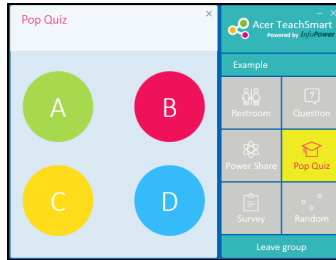 Pop Quiz
A
B
C
D
Acer TeachSmart
Powered by InfoPower
Example
Restroom
Question
Power Share
Pop Quiz
Survey
Random
Leave group